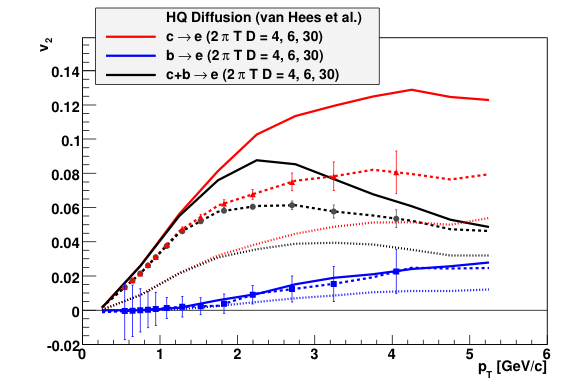 HQ Diffusion (van Hees et al.)
c → e (2 π T D = 4, 6, 30)
b → e (2 π T D = 4, 6, 30)
c+b → e (2 π T D = 4, 6, 30)
v2
0.14
0.12
0.1
0.08
0.06
0.04
0.02
0
-0.02
0 1 2 3 4 5 6
pT [GeV/c]